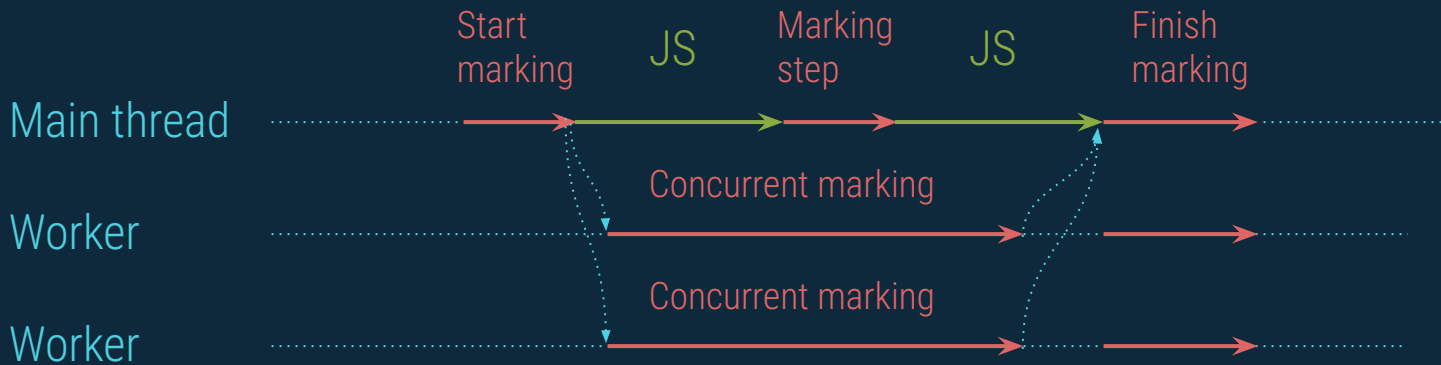 Start
marking
JS
Marking
step
JS
Finish
marking
Main thread
Concurrent marking
Worker
Concurrent marking
Worker